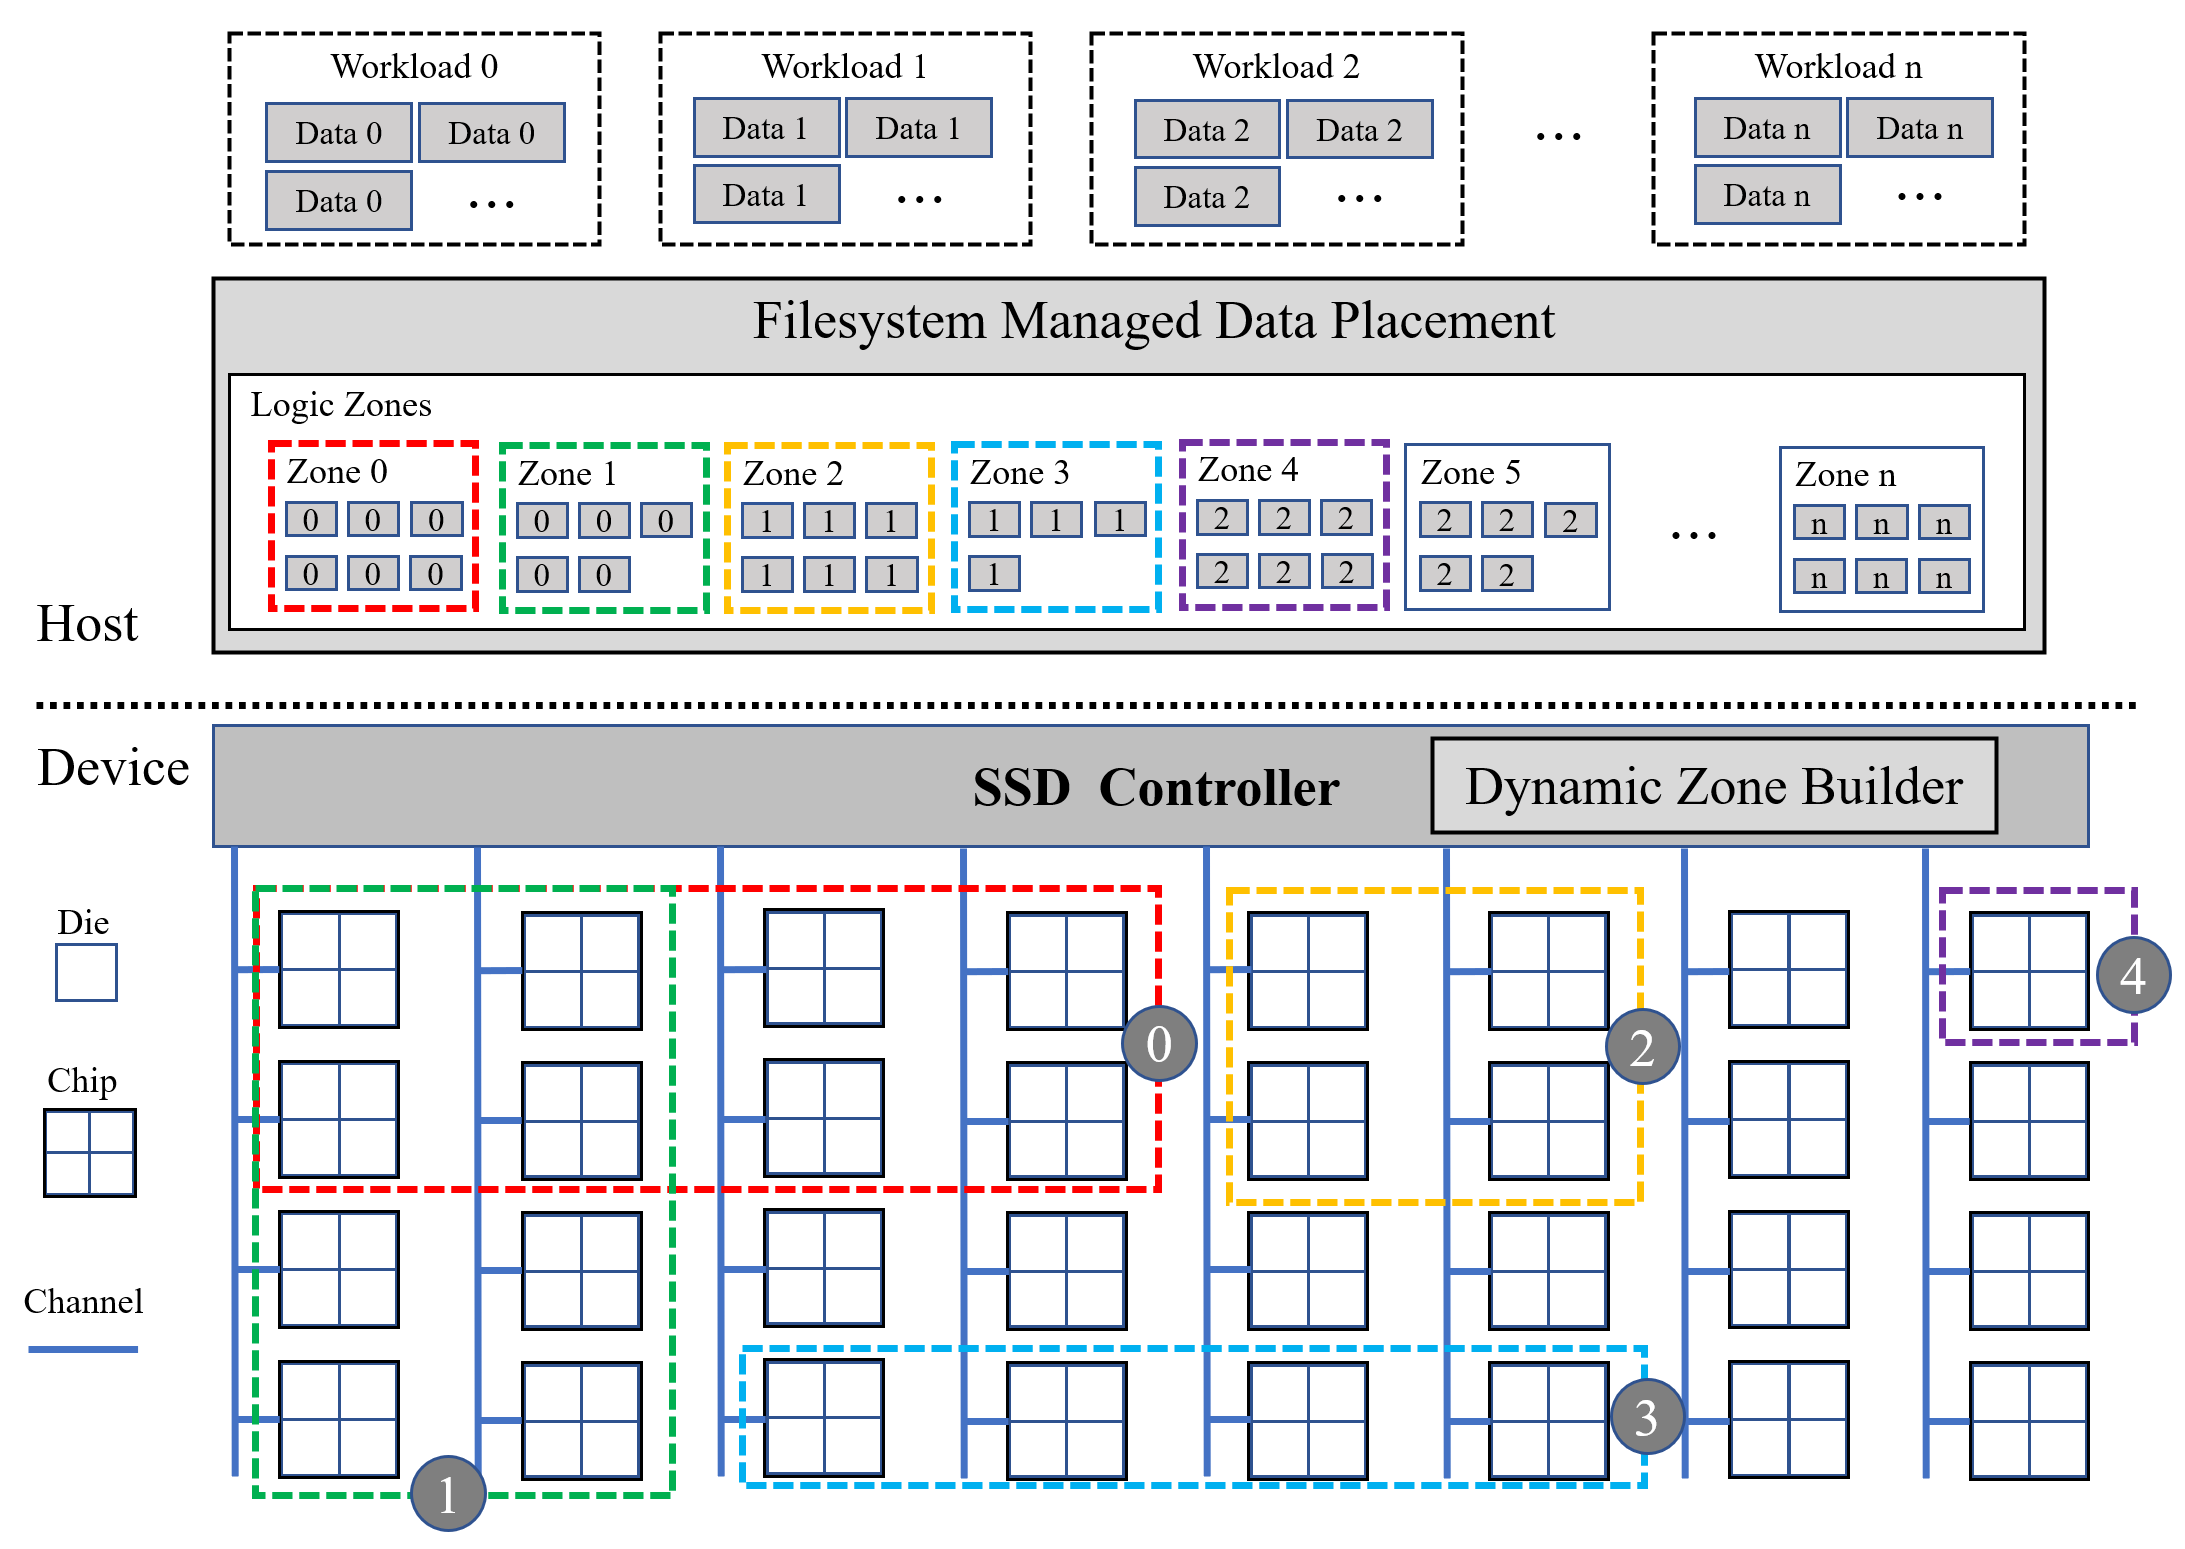 Workload 0
Data 0 Data 0
Data 0 ...
Workload 1
Data 1 Data 1
Data 1 ...
Workload 2
Data 2 Data 2
Data 2 ...
...
Workload n
Data n Data n
Data n ...
Filesystem Managed Data Placement
Logic Zones
Zone 0
0 0 0
0 0 0
Zone 1
0 0 0
0 0
Zone 2
1 1 1
1 1 1
Zone 3
1 1 1
1
Zone 4
2 2 2
2 2 2
Zone 5
2 2 2
2 2
...
Zone n
n n n
n n n
Host
Device
SSD Controller
Dynamic Zone Builder
Die
Chip
Channel
4
0
2
3
1